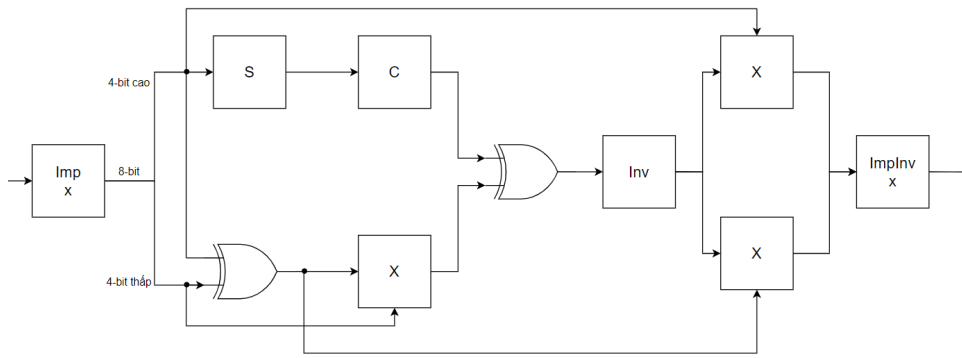 4-bit cao
S
C
X
Imp
x
8-bit
Inv
ImpInv
x
4-bit thấp
X
X